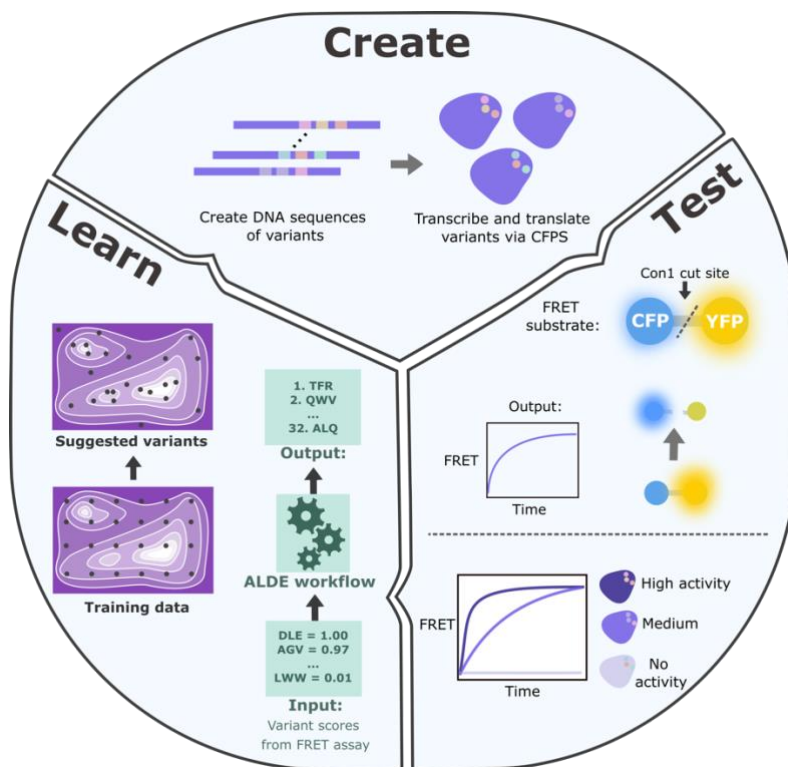 Create
Create DNA sequences
of variants
Transcribe and translate
variants via CFPS
Test
Con1 cut site
FRET
substrate:
CFP
YFP
Output:
FRET
Time
FRET
Time
High activity
Medium
No
activity
Learn
Suggested variants
Training data
1. TFR
2. QWV
...
32. ALQ
Output:
ALDE workflow
DLE = 1.00
AGV = 0.97
...
LWW = 0.01
Input:
Variant scores
from FRET assay